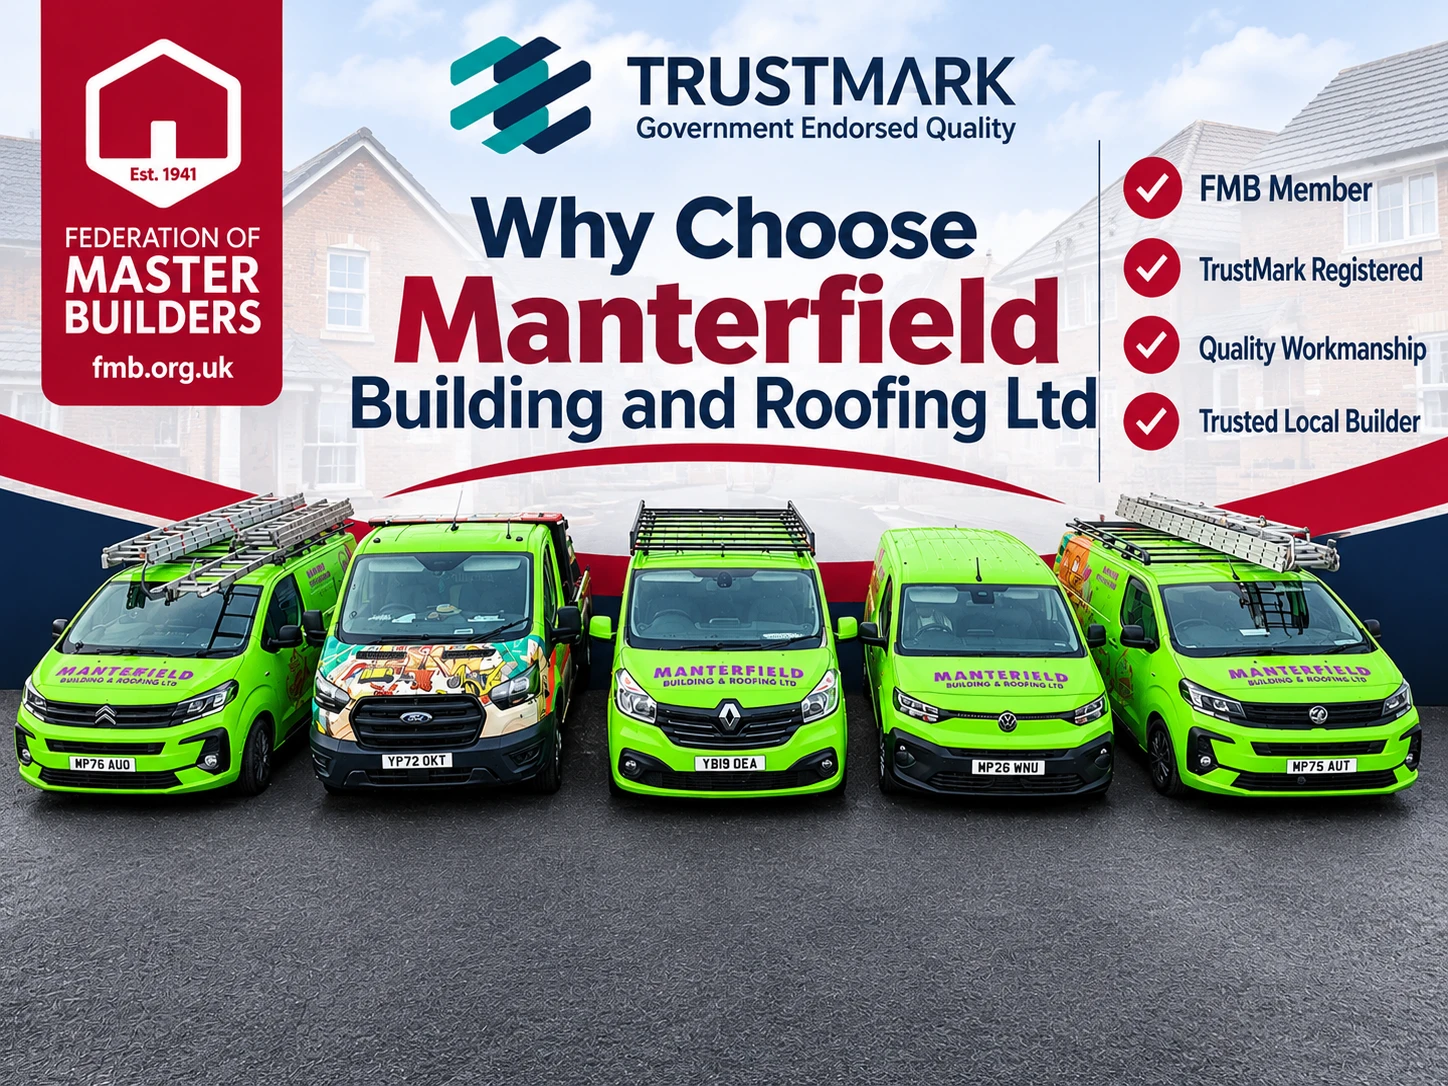 Est. 1941
FEDERATION OF
MASTER
BUILDERS
fmb.org.uk
TRUSTMARK
Government Endorsed Quality
Why Choose
Manterfield
Building and Roofing Ltd
FMB Member
TrustMark Registered
Quality Workmanship
Trusted Local Builder
MANTERFIELD
BUILDING & ROOFING LTD
MP76 AUO
Ford
YP72 OKT
MANTERFIELD
BUILDING & ROOFING LTD
YB19 OEA
MANTERFIELD
BUILDING & ROOFING LTD
MP26 WNU
MANTERFIELD
BUILDING & ROOFING LTD
MP75 AUT